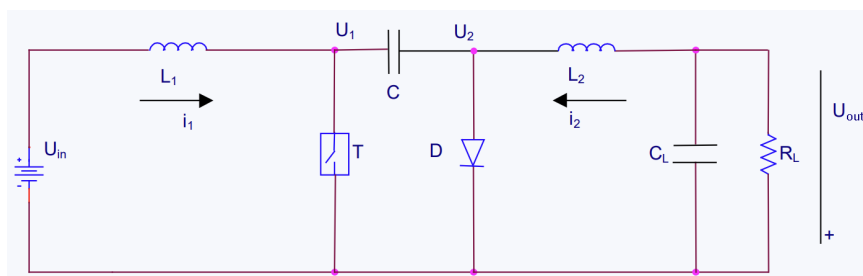 U1
U2
L1
C
L2
i1
i2
Uin
+
-
T
D
CL
RL
Uout
+